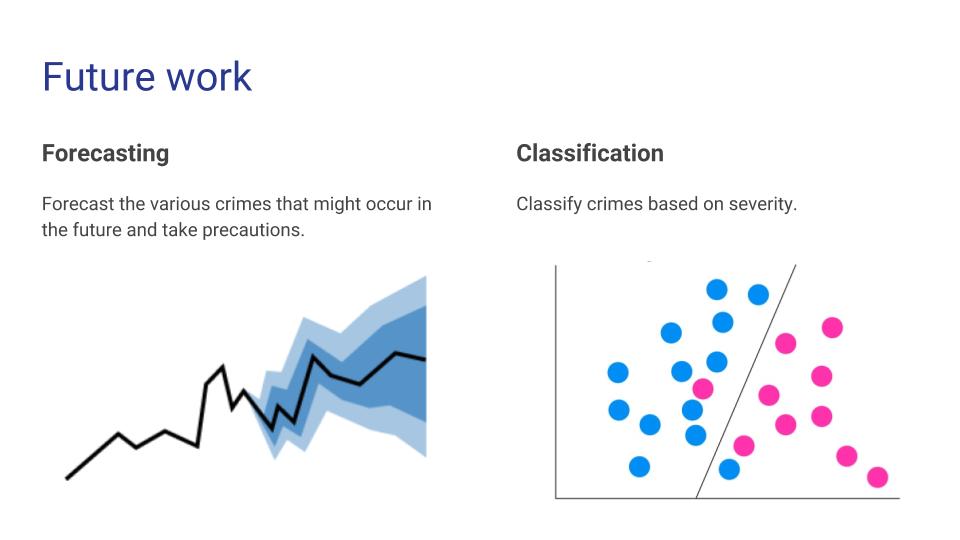 Future work
Forecasting
Forecast the various crimes that might occur in
the future and take precautions.
Classification
Classify crimes based on severity.